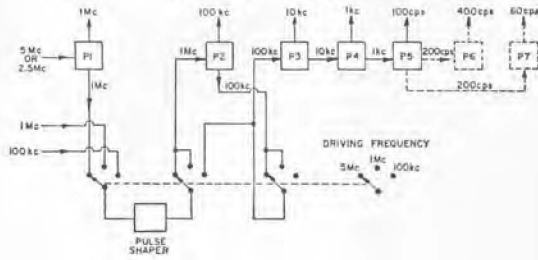 1Mc 100kc 10kc 1kc 100cps 400cps 60cps
5Mc OR 2.5Mc P1 1Mc P2 100kc P3 10kc P4 1kc P5 200cps P6 P7
1Mc 100kc 200cps
1Mc
100kc
DRIVING FREQUENCY
5Mc 1Mc 100kc
PULSE
SHAPER